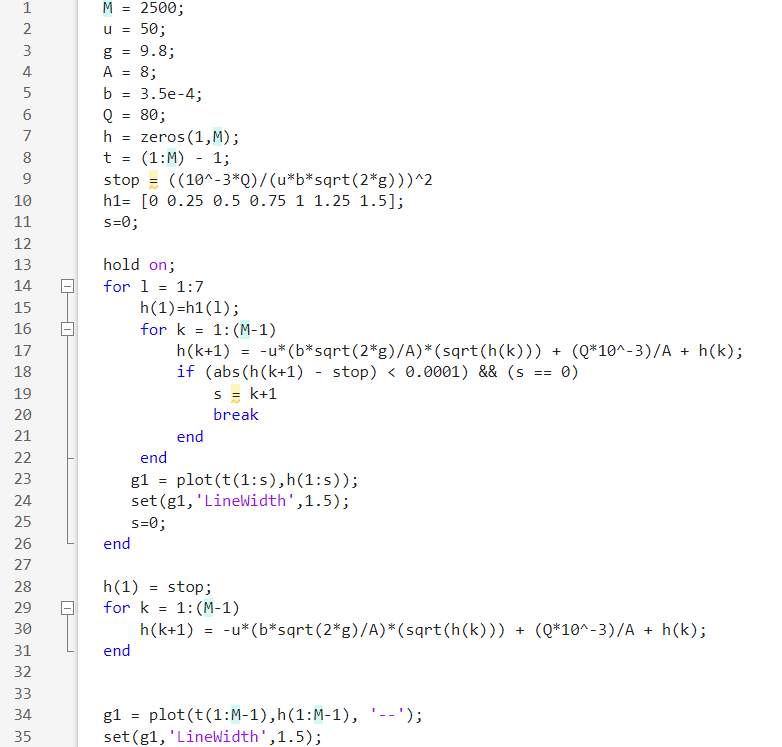 1 M = 2500;
2 u = 50;
3 g = 9.8;
4 A = 8;
5 b = 3.5e-4;
6 Q = 80;
7 h = zeros(1,M);
8 t = (1:M) - 1;
9 stop = ((10^-3*Q)/(u*b*sqrt(2*g)))^2
10 h1= [0 0.25 0.5 0.75 1 1.25 1.5];
11 s=0;
12
13 hold on;
14 for l = 1:7
15     h(1)=h1(l);
16     for k = 1:(M-1)
17         h(k+1) = -u*(b*sqrt(2*g)/A)*(sqrt(h(k))) + (Q*10^-3)/A + h(k);
18         if (abs(h(k+1) - stop) < 0.0001) && (s == 0)
19             s = k+1
20             break
21         end
22     end
23    g1 = plot(t(1:s),h(1:s));
24    set(g1,'LineWidth',1.5);
25    s=0;
26 end
27
28 h(1) = stop;
29 for k = 1:(M-1)
30     h(k+1) = -u*(b*sqrt(2*g)/A)*(sqrt(h(k))) + (Q*10^-3)/A + h(k);
31 end
32
33
34 g1 = plot(t(1:M-1),h(1:M-1), '--');
35 set(g1,'LineWidth',1.5);